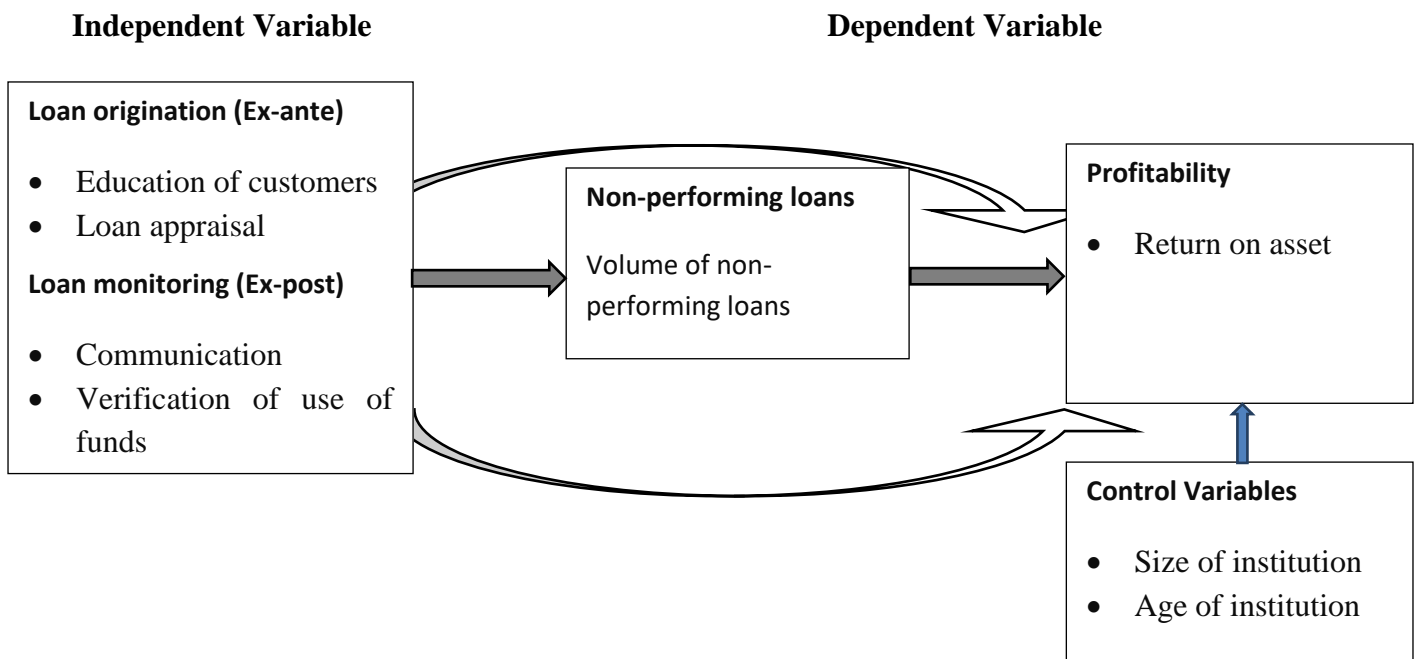 Independent Variable
Dependent Variable
Loan origination (Ex-ante)
• Education of customers
• Loan appraisal
Loan monitoring (Ex-post)
• Communication
• Verification of use of
funds
Non-performing loans
Volume of non-
performing loans
Profitability
• Return on asset
Control Variables
• Size of institution
• Age of institution